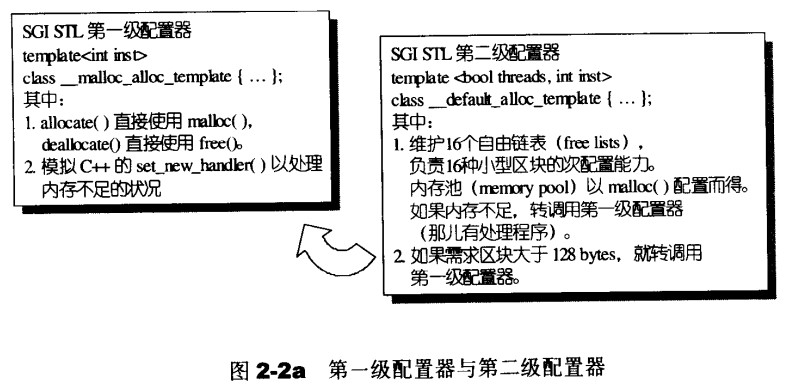 SGI STL 第一级配置器
template<int inst>
class __malloc_alloc_template { … };
其中：
1. allocate( ) 直接使用 malloc( ),
deallocate() 直接使用 free()。
2. 模拟 C++ 的 set_new_handler( ) 以处理
内存不足的状况
SGI STL 第二级配置器
template <bool threads, int inst>
class __default_alloc_template { … };
其中：
1. 维护16个自由链表（free lists），
负责16种小型区块的次配置能力。
内存池（memory pool）以 malloc( ) 配置而得。
如果内存不足，转调用第一级配置器
（那儿有处理程序）。
2. 如果需求区块大于 128 bytes，就转调用
第一级配置器。
图 2-2a 第一级配置器与第二级配置器